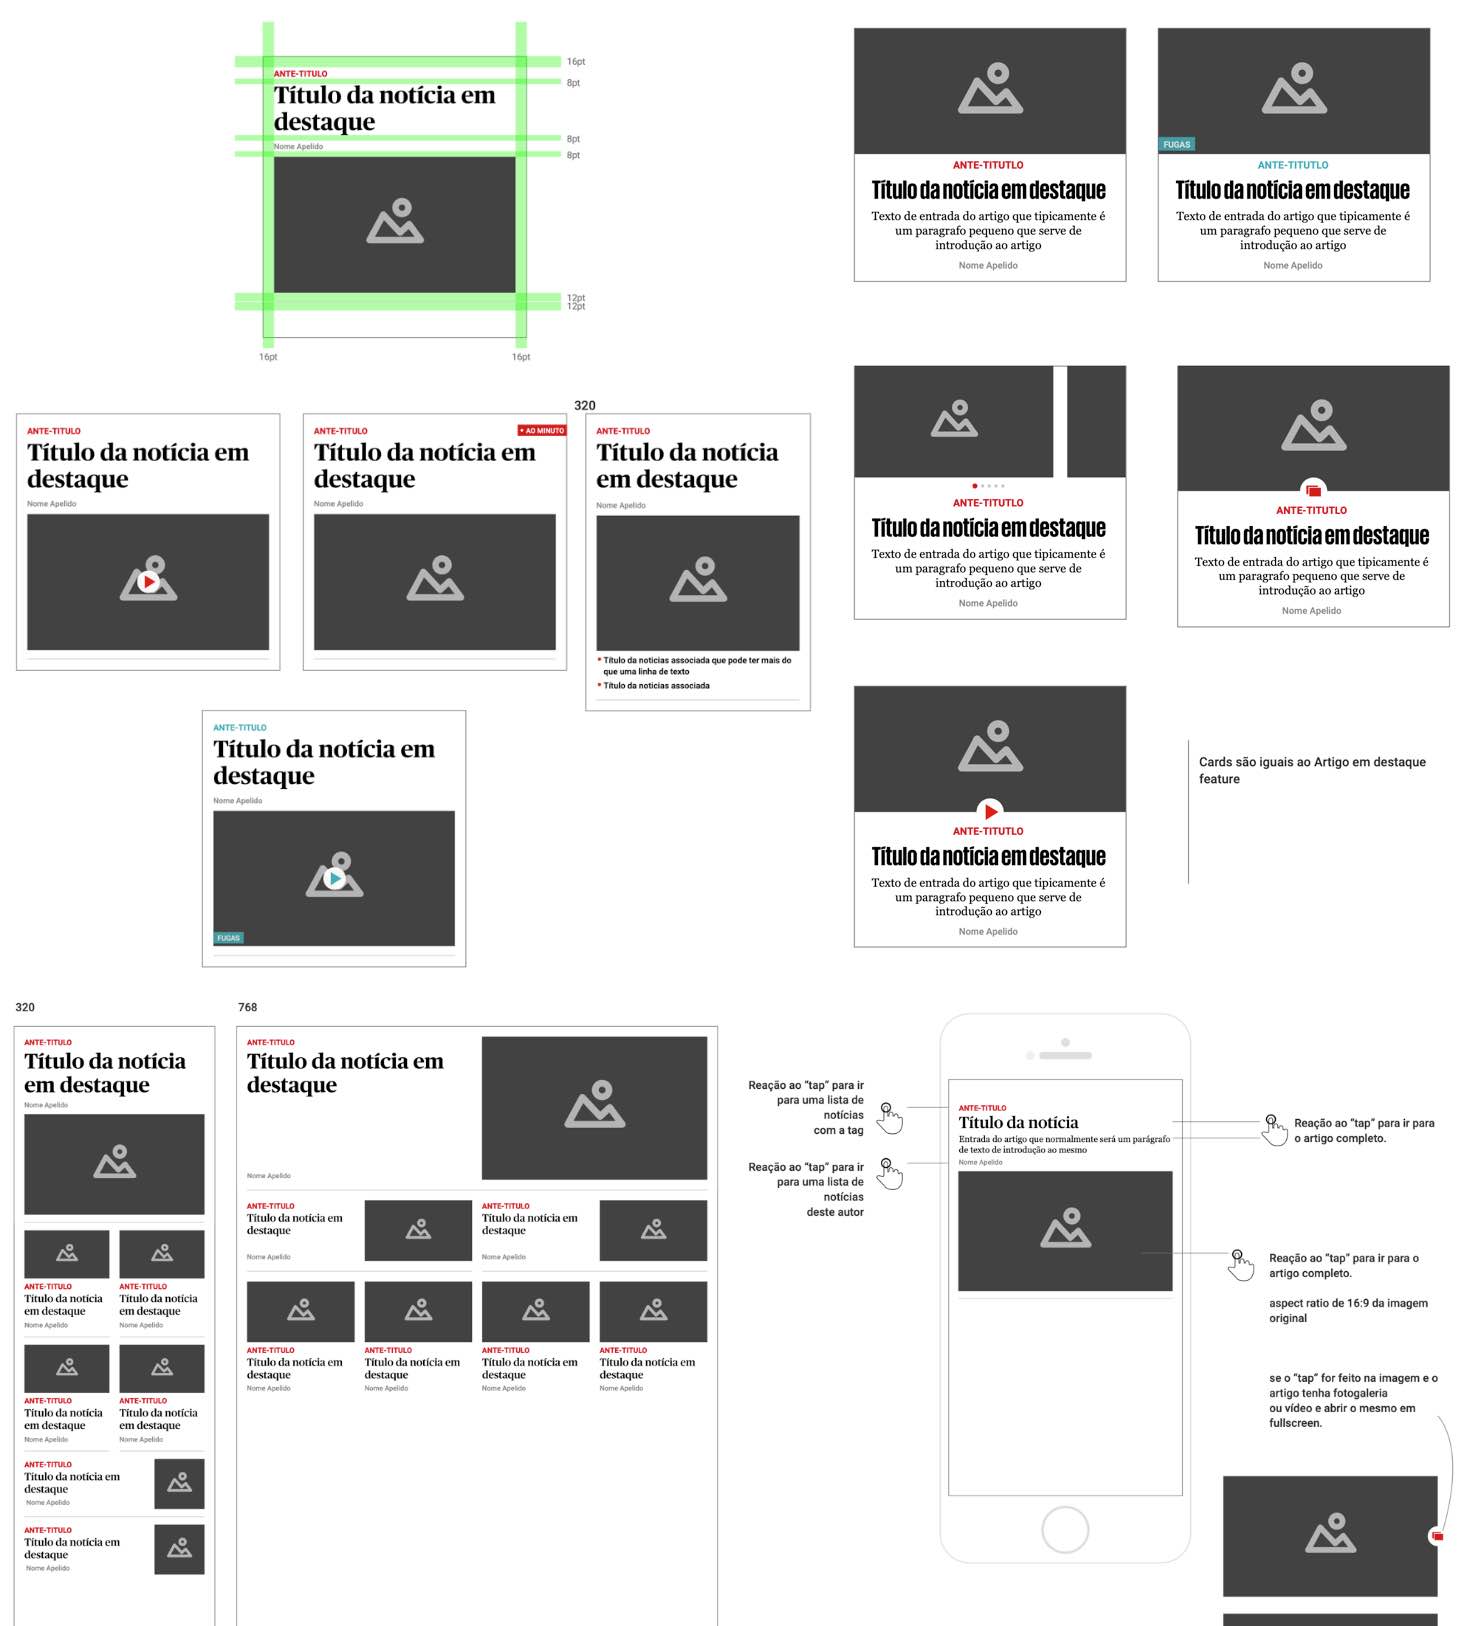 16pt
ANTE-TITULO
8pt
Título da notícia em
destaque
8pt
Nome Apelido
8pt
12pt
12pt
16pt
16pt
ANTE-TITUTLO
Título da notícia em destaque
Texto de entrada do artigo que tipicamente é
um paragrafo pequeno que serve de
introdução ao artigo
Nome Apelido
FUGAS
ANTE-TITUTLO
Título da notícia em destaque
Texto de entrada do artigo que tipicamente é
um paragrafo pequeno que serve de
introdução ao artigo
Nome Apelido
ANTE-TITULO
Título da notícia em
destaque
Nome Apelido
ANTE-TITULO
AO MINUTO
Título da notícia em
destaque
Nome Apelido
320
ANTE-TITULO
Título da notícia
em destaque
Nome Apelido
Título da noticias associada que pode ter mais do
que uma linha de texto
Título da noticias associada
ANTE-TITUTLO
Título da notícia em destaque
Texto de entrada do artigo que tipicamente é
um paragrafo pequeno que serve de
introdução ao artigo
Nome Apelido
ANTE-TITUTLO
Título da notícia em destaque
Texto de entrada do artigo que tipicamente é
um paragrafo pequeno que serve de
introdução ao artigo
Nome Apelido
ANTE-TITULO
Título da notícia em
destaque
Nome Apelido
FUGAS
ANTE-TITUTLO
Título da notícia em destaque
Texto de entrada do artigo que tipicamente é
um paragrafo pequeno que serve de
introdução ao artigo
Nome Apelido
Cards são iguais ao Artigo em destaque
feature
320
ANTE-TITULO
Título da notícia
em destaque
Nome Apelido
ANTE-TITULO
Título da notícia
em destaque
Nome Apelido
ANTE-TITULO
Título da notícia
em destaque
Nome Apelido
ANTE-TITULO
Título da notícia
em destaque
Nome Apelido
ANTE-TITULO
Título da notícia
em destaque
Nome Apelido
ANTE-TITULO
Título da notícia em
destaque
Nome Apelido
ANTE-TITULO
Título da notícia em
destaque
Nome Apelido
768
ANTE-TITULO
Título da notícia em
destaque
Nome Apelido
ANTE-TITULO
Título da notícia em
destaque
Nome Apelido
ANTE-TITULO
Título da notícia em
destaque
Nome Apelido
ANTE-TITULO
Título da notícia em
destaque
Nome Apelido
ANTE-TITULO
Título da notícia em
destaque
Nome Apelido
ANTE-TITULO
Título da notícia em
destaque
Nome Apelido
ANTE-TITULO
Título da notícia em
destaque
Nome Apelido
Reação ao “tap” para ir
para uma lista de
notícias
com a tag
Reação ao “tap” para ir
para uma lista de
notícias
deste autor
ANTE-TITULO
Título da notícia
Entrada do artigo que normalmente será um parágrafo
de texto de introdução ao mesmo
Nome Apelido
Reação ao “tap” para ir para
o artigo completo.
Reação ao “tap” para ir para o
artigo completo.
aspect ratio de 16:9 da imagem
original
se o “tap” for feito na imagem e o
artigo tenha fotogaleria
ou vídeo e abrir o mesmo em
fullscreen.